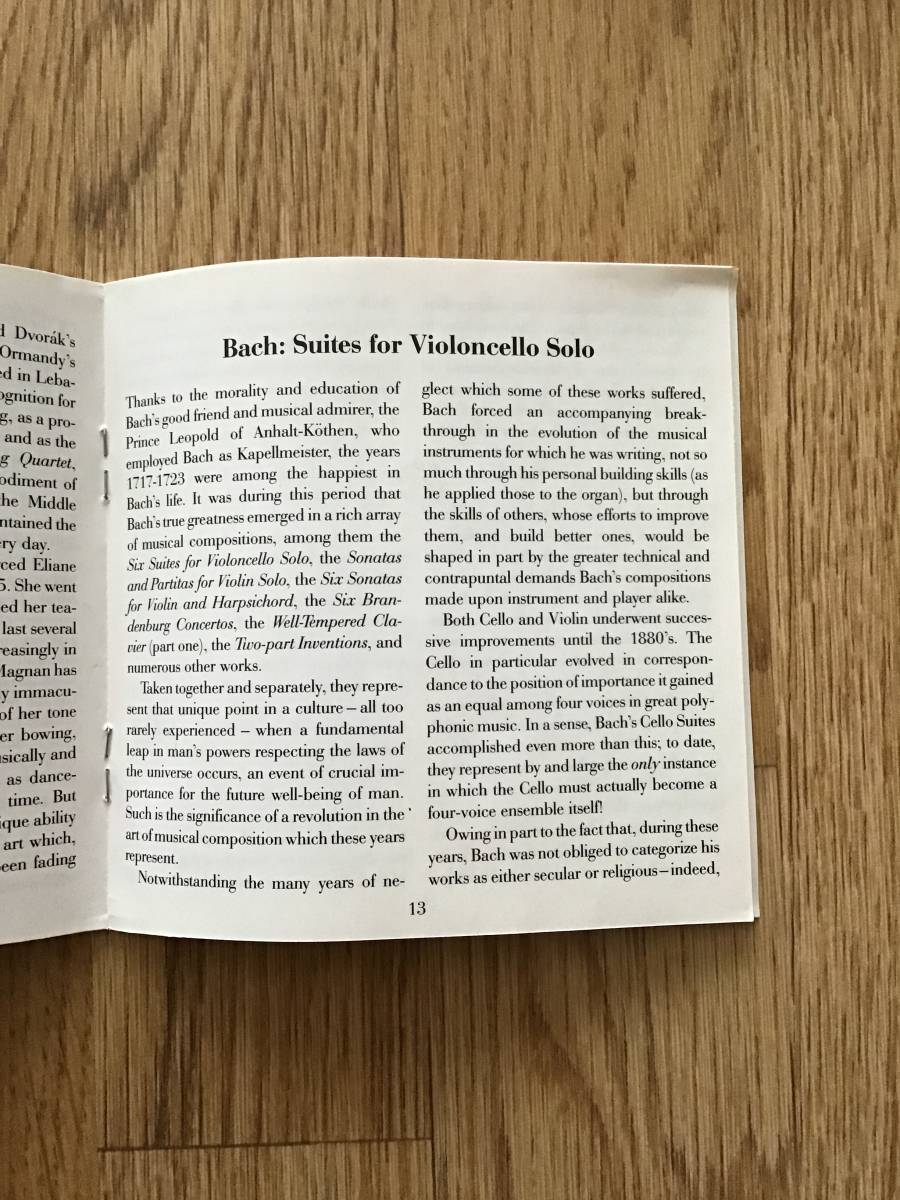 d Dvorák's
Ormandy's
ed in Leba-
ognition for
g, as a pro-
and as the
g Quartet,
odiment of
the Middle
ntained the
ery day.
rced Eliane
5. She went
ed her tea-
last several
reasingly in
Magnan has
y immacu-
of her tone
er bowing,
sically and
as dance-
time. But
ique ability
art which,
een fading
Bach: Suites for Violoncello Solo
Thanks to the morality and education of
Bach's good friend and musical admirer, the
Prince Leopold of Anhalt-Köthen, who
employed Bach as Kapellmeister, the years
1717-1723 were among the happiest in
Bach's life. It was during this period that
Bach's true greatness emerged in a rich array
of musical compositions, among them the
Six Suites for Violoncello Solo, the Sonatas
and Partitas for Violin Solo, the Six Sonatas
for Violin and Harpsichord, the Six Bran-
denburg Concertos, the Well-Tempered Cla-
vier (part one), the Two-part Inventions, and
numerous other works.
Taken together and separately, they repre-
sent that unique point in a culture – all too
rarely experienced – when a fundamental
leap in man's powers respecting the laws of
the universe occurs, an event of crucial im-
portance for the future well-being of man.
Such is the significance of a revolution in the
art of musical composition which these years
represent.
Notwithstanding the many years of ne-
glect which some of these works suffered,
Bach forced an accompanying break-
through in the evolution of the musical
instruments for which he was writing, not so
much through his personal building skills (as
he applied those to the organ), but through
the skills of others, whose efforts to improve
them, and build better ones, would be
shaped in part by the greater technical and
contrapuntal demands Bach's compositions
made upon instrument and player alike.
Both Cello and Violin underwent succes-
sive improvements until the 1880's. The
Cello in particular evolved in correspon-
dance to the position of importance it gained
as an equal among four voices in great poly-
phonic music. In a sense, Bach's Cello Suites
accomplished even more than this; to date,
they represent by and large the only instance
in which the Cello must actually become a
four-voice ensemble itself!
Owing in part to the fact that, during these
years, Bach was not obliged to categorize his
works as either secular or religious – indeed,
13